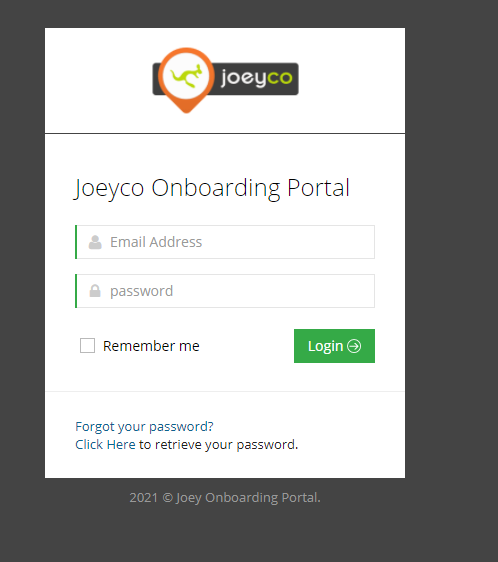 joeyco
Joeyco Onboarding Portal
Email Address
password
Remember me
Login
Forgot your password?
Click Here to retrieve your password.
2021 © Joey Onboarding Portal.